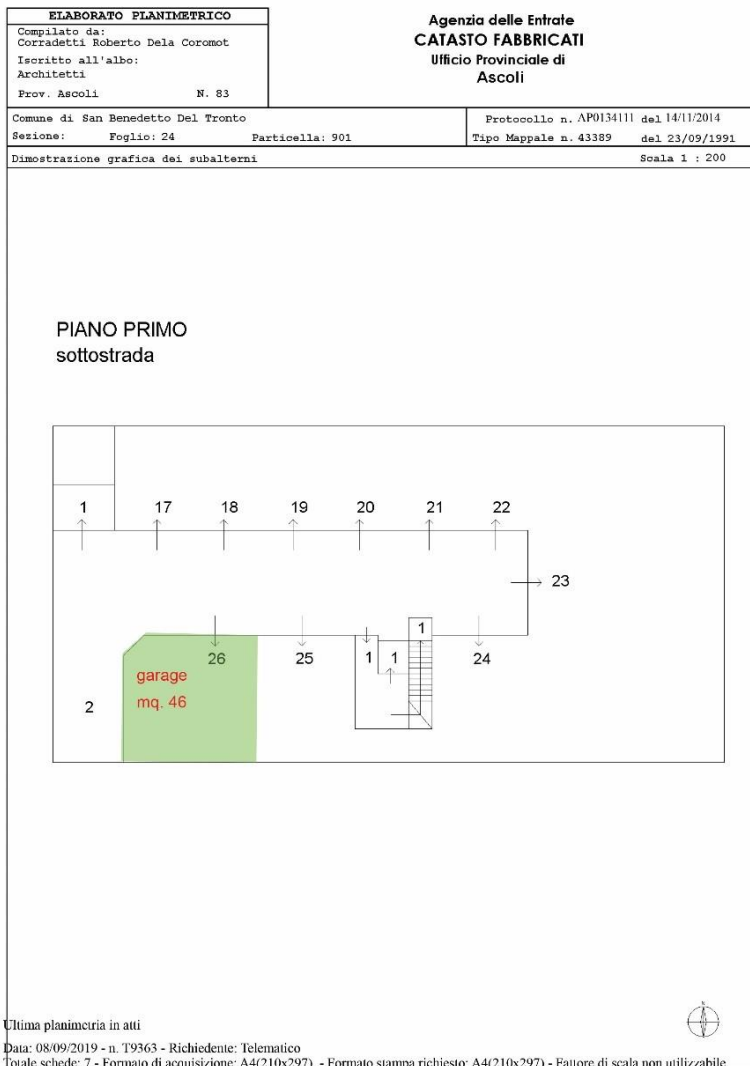 ELABORATO PLANIMETRICO
Compilato da:
Corradetti Roberto Dela Coromot
Iscritto all'albo:
Architetti
Prov. Ascoli N. 83
Agenzia delle Entrate
CATASTO FABBRICATI
Ufficio Provinciale di
Ascoli
Comune di San Benedetto Del Tronto
Sezione: Foglio: 24 Particella: 901
Protocollo n. AP0134111 del 14/11/2014
Tipo Mappale n. 43389 del 23/09/1991
Dimostrazione grafica dei subalterni Scala 1 : 200
PIANO PRIMO
sottostrada
1 17 18 19 20 21 22
23
1
26 25 1 1 24
garage
mq. 46
2
N
Ultima planimetria in atti
Data: 08/09/2019 - n. T9363 - Richiedente: Telematico
Totale schede: 7 - Formato di acquisizione: A4(210x297) - Formato stampa richiesto: A4(210x297) - Fattore di scala non utilizzabile